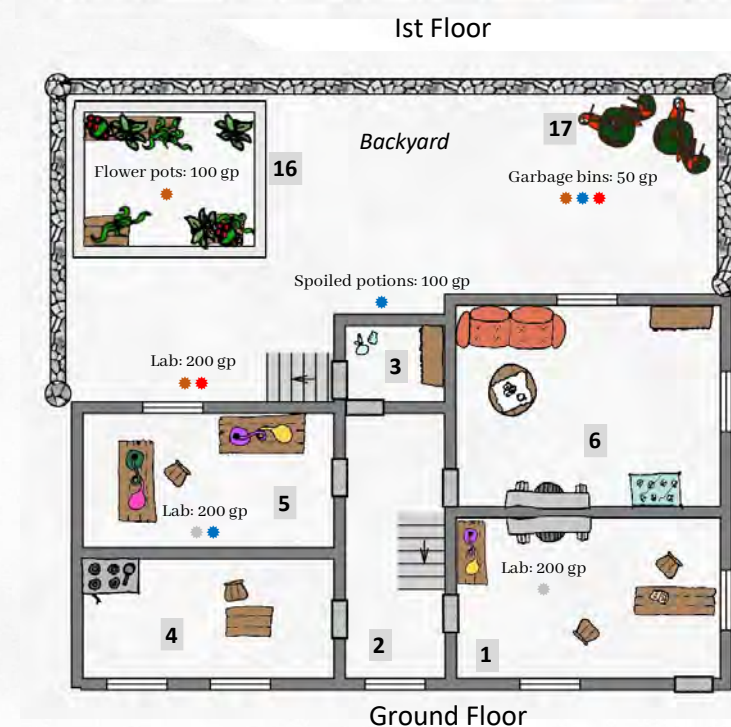 Ist Floor
Backyard
17
16
Flower pots: 100 gp
Garbage bins: 50 gp
Spoiled potions: 100 gp
Lab: 200 gp
3
6
5
Lab: 200 gp
Lab: 200 gp
4
2
1
Ground Floor